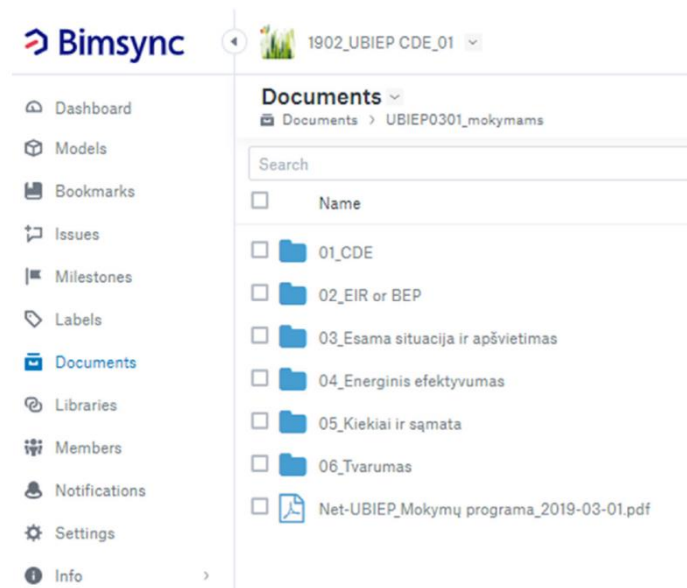 Bimsync
1902_UBIEP CDE_01
Dashboard
Models
Bookmarks
Issues
Milestones
Labels
Documents
Libraries
Members
Notifications
Settings
Info
Documents
Documents > UBIEP0301_mokymams
Search
Name
01_CDE
02_EIR or BEP
03_Esama situacija ir apšvietimas
04_Energinis efektyvumas
05_Kiekiai ir sąmata
06_Tvarumas
Net-UBIEP_Mokymų programa_2019-03-01.pdf